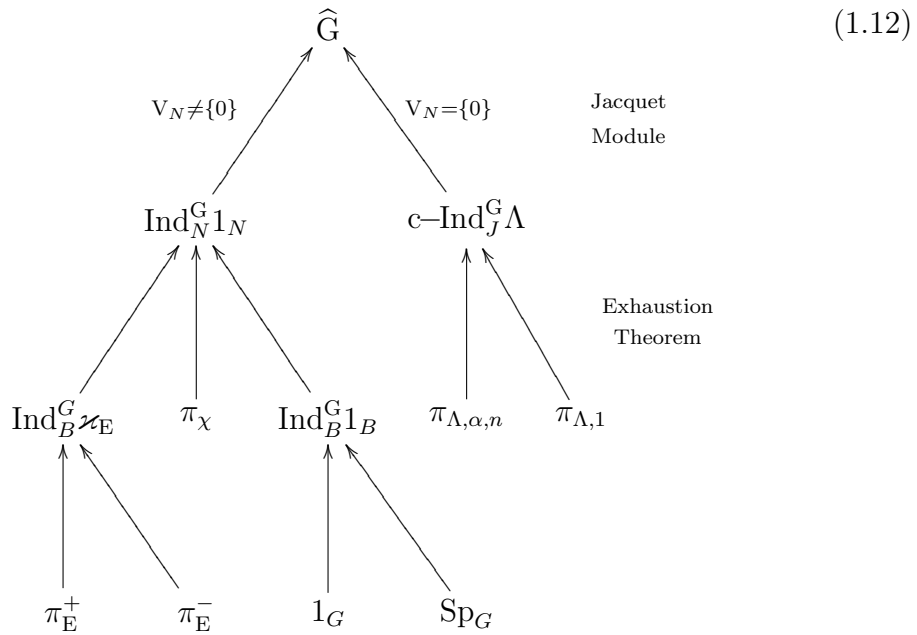 Ĝ (1.12)
V_N≠{0} V_N={0} Jacquet
Module
Ind_N^G 1_N c–Ind_J^G Λ
Exhaustion
Theorem
Ind_B^G ϰ_E π_χ Ind_B^G 1_B π_{Λ,α,n} π_{Λ,1}
π_E^+ π_E^- 1_G Sp_G